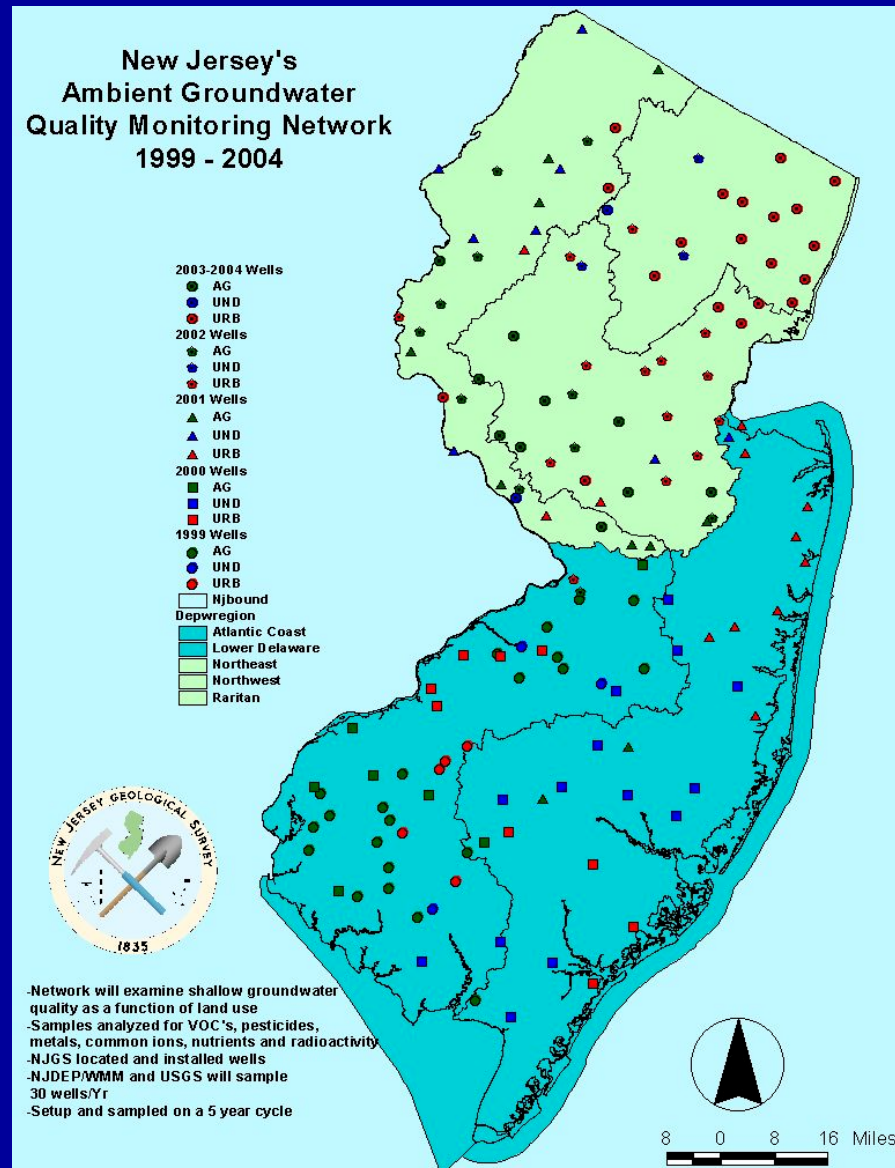 New Jersey's
Ambient Groundwater
Quality Monitoring Network
1999 - 2004
2003-2004 Wells
AG
UND
URB
2002 Wells
AG
UND
URB
2001 Wells
AG
UND
URB
2000 Wells
AG
UND
URB
1999 Wells
AG
UND
URB
Njbound
Depwregion
Atlantic Coast
Lower Delaware
Northeast
Northwest
Raritan
NEW JERSEY GEOLOGICAL SURVEY
1835
-Network will examine shallow groundwater
quality as a function of land use
-Samples analyzed for VOC's, pesticides,
metals, common ions, nutrients and radioactivity
-NJGS located and installed wells
-NJDEP/WMM and USGS will sample
30 wells/Yr
-Setup and sampled on a 5 year cycle
8 0 8 16 Miles